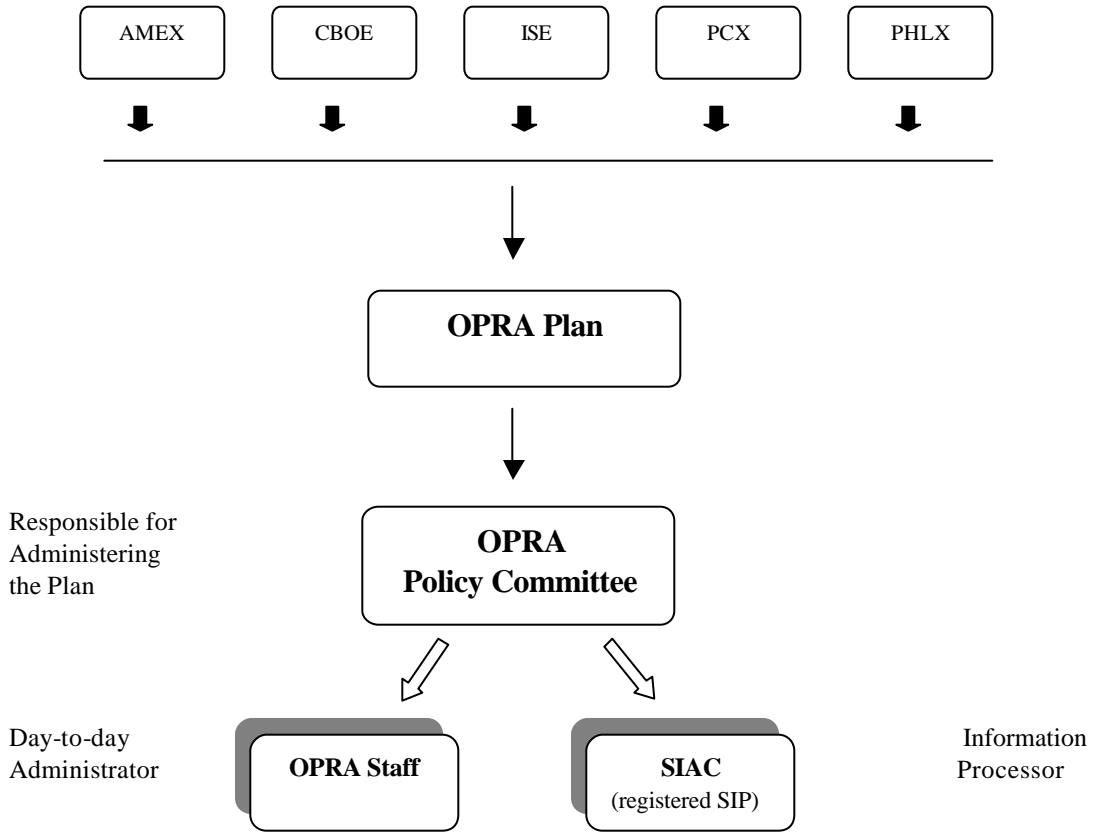 AMEX
CBOE
ISE
PCX
PHLX
OPRA Plan
Responsible for
Administering
the Plan
OPRA
Policy Committee
Day-to-day
Administrator
OPRA Staff
SIAC
(registered SIP)
Information
Processor